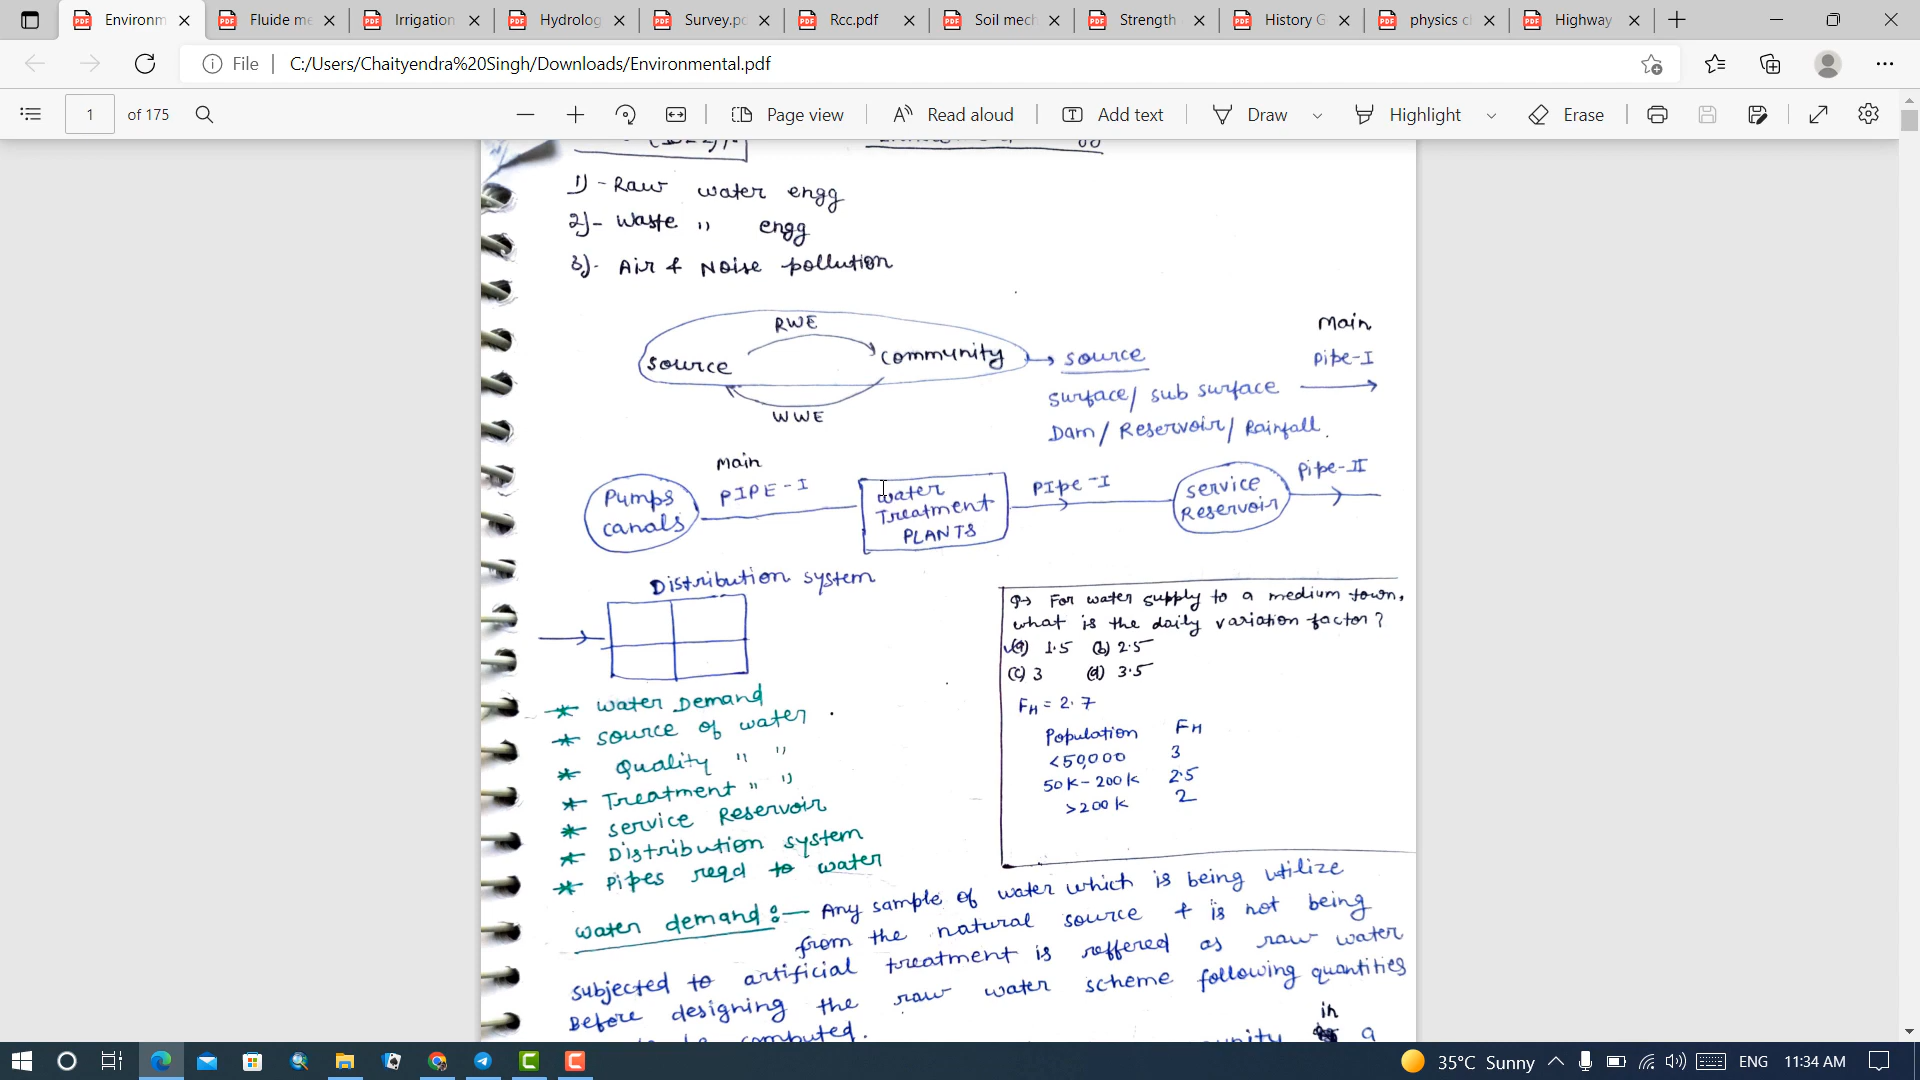 Environm
Fluide me
Irrigation
Hydrolog
Survey.pd
Rcc.pdf
Soil mech
Strength
History G
physics ci
Highway
File C:/Users/Chaityendra%20Singh/Downloads/Environmental.pdf
1 of 175 Page view Read aloud Add text Draw Highlight Erase
1) - Raw water engg
2)- Waste " engg
3)- Air & Noise pollution
RWE
source community
WWE
source
surface/ sub surface
Dam / Reservoir / Rainfall.
Main
Pipe-I
Pumps
canals
Main
PIPE-I
water
Treatment
PLANTS
PIpe-I
service
Reservoir
Pipe-II
Distribution system
Q→ For water supply to a medium town,
what is the daily variation factor?
✓(a) 1.5 (b) 2.5
(c) 3 (d) 3.5
FH = 2.7
Population FH
<50,000 3
50K-200K 2.5
>200K 2
* water Demand
* source of water
* Quality " "
* Treatment " "
* service Reservoir
* Distribution system
* Pipes reqd to water
water demand :— Any sample of water which is being utilize
from the natural source & is not being
subjected to artificial treatment is reffered as raw water
Before designing the raw water scheme following quantities
computed.
in
a
35°C Sunny ENG 11:34 AM